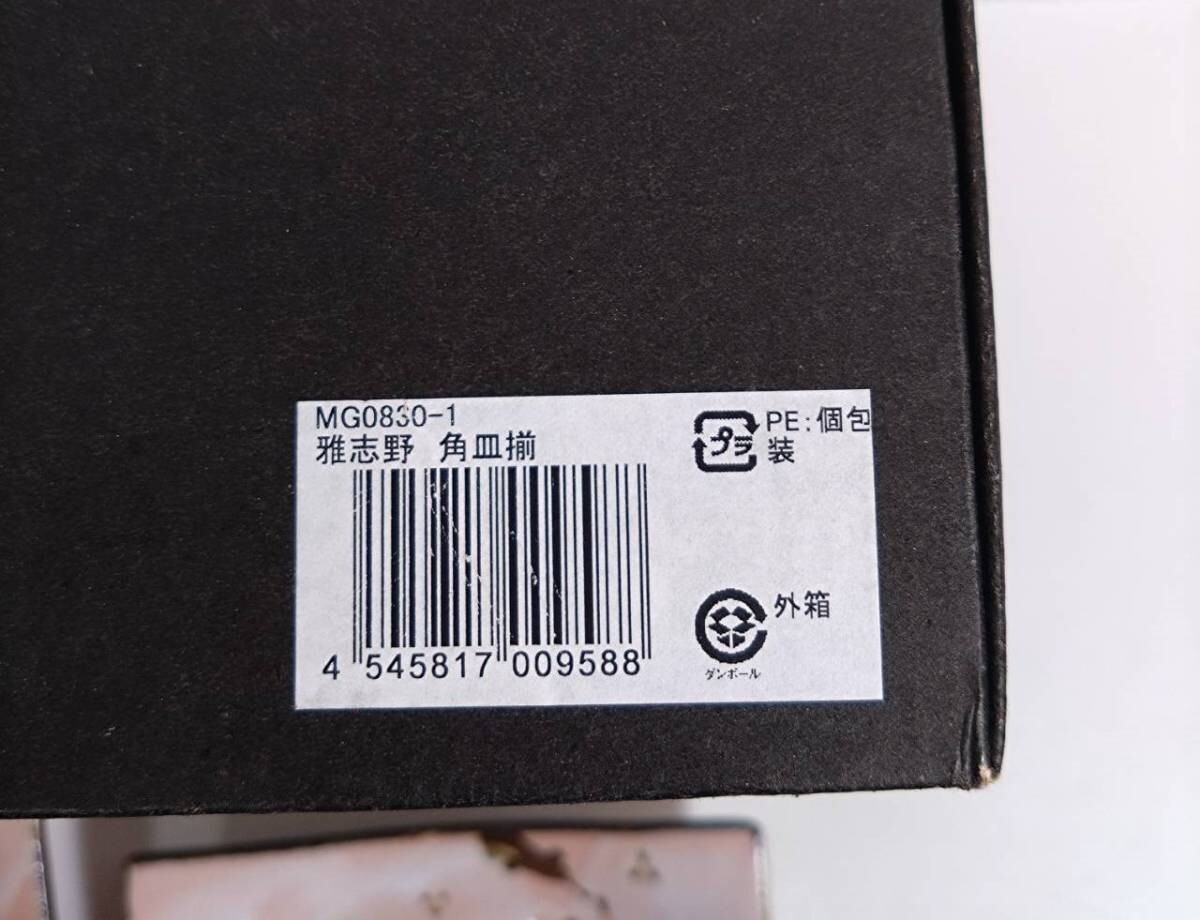 MG0830-1
雅志野 角皿揃
プラ
PE:個包
装
4 545817 009588
外箱
ダンボール